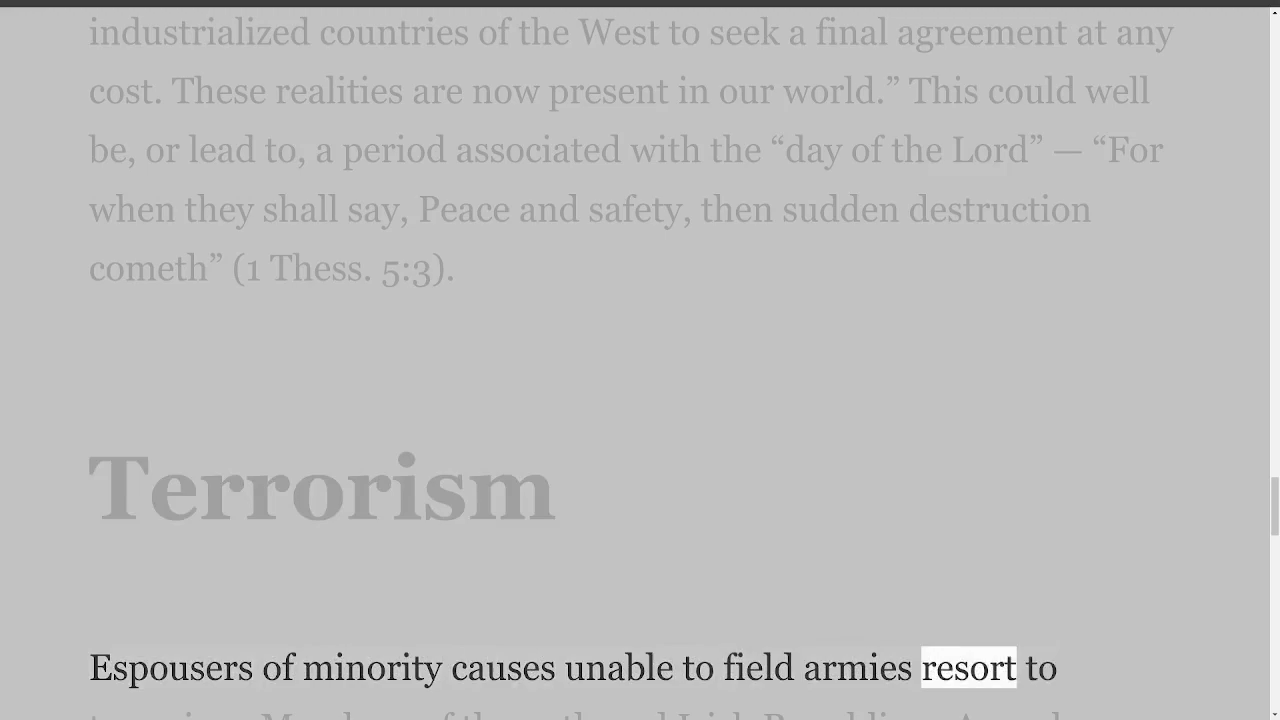 industrialized countries of the West to seek a final agreement at any
cost. These realities are now present in our world.” This could well
be, or lead to, a period associated with the “day of the Lord” — “For
when they shall say, Peace and safety, then sudden destruction
cometh” (1 Thess. 5:3).
Terrorism
Espousers of minority causes unable to field armies resort to